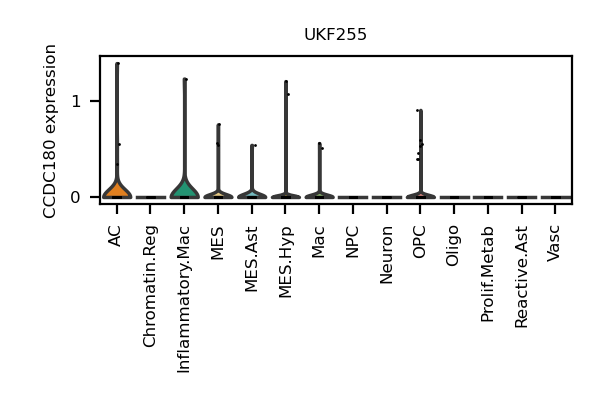 UKF255
CCDC180 expression
1
0
AC
Chromatin.Reg
Inflammatory.Mac
MES
MES.Ast
MES.Hyp
Mac
NPC
Neuron
OPC
Oligo
Prolif.Metab
Reactive.Ast
Vasc